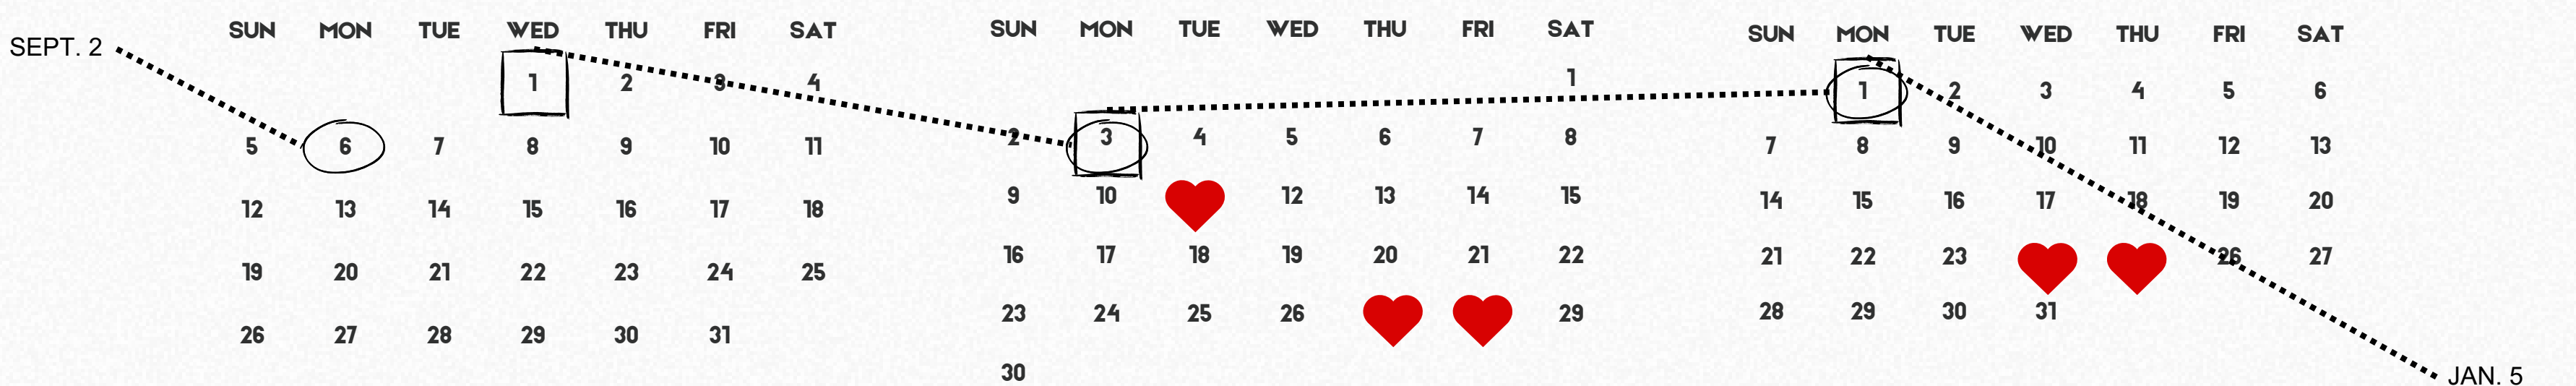 SEPT. 2
SUN MON TUE WED THU FRI SAT
1 2 3 4
5 6 7 8 9 10 11
12 13 14 15 16 17 18
19 20 21 22 23 24 25
26 27 28 29 30 31
SUN MON TUE WED THU FRI SAT
1
2 3 4 5 6 7 8
9 10 12 13 14 15
16 17 18 19 20 21 22
23 24 25 26 29
30
SUN MON TUE WED THU FRI SAT
1 2 3 4 5 6
7 8 9 10 11 12 13
14 15 16 17 18 19 20
21 22 23 26 27
28 29 30 31
JAN. 5